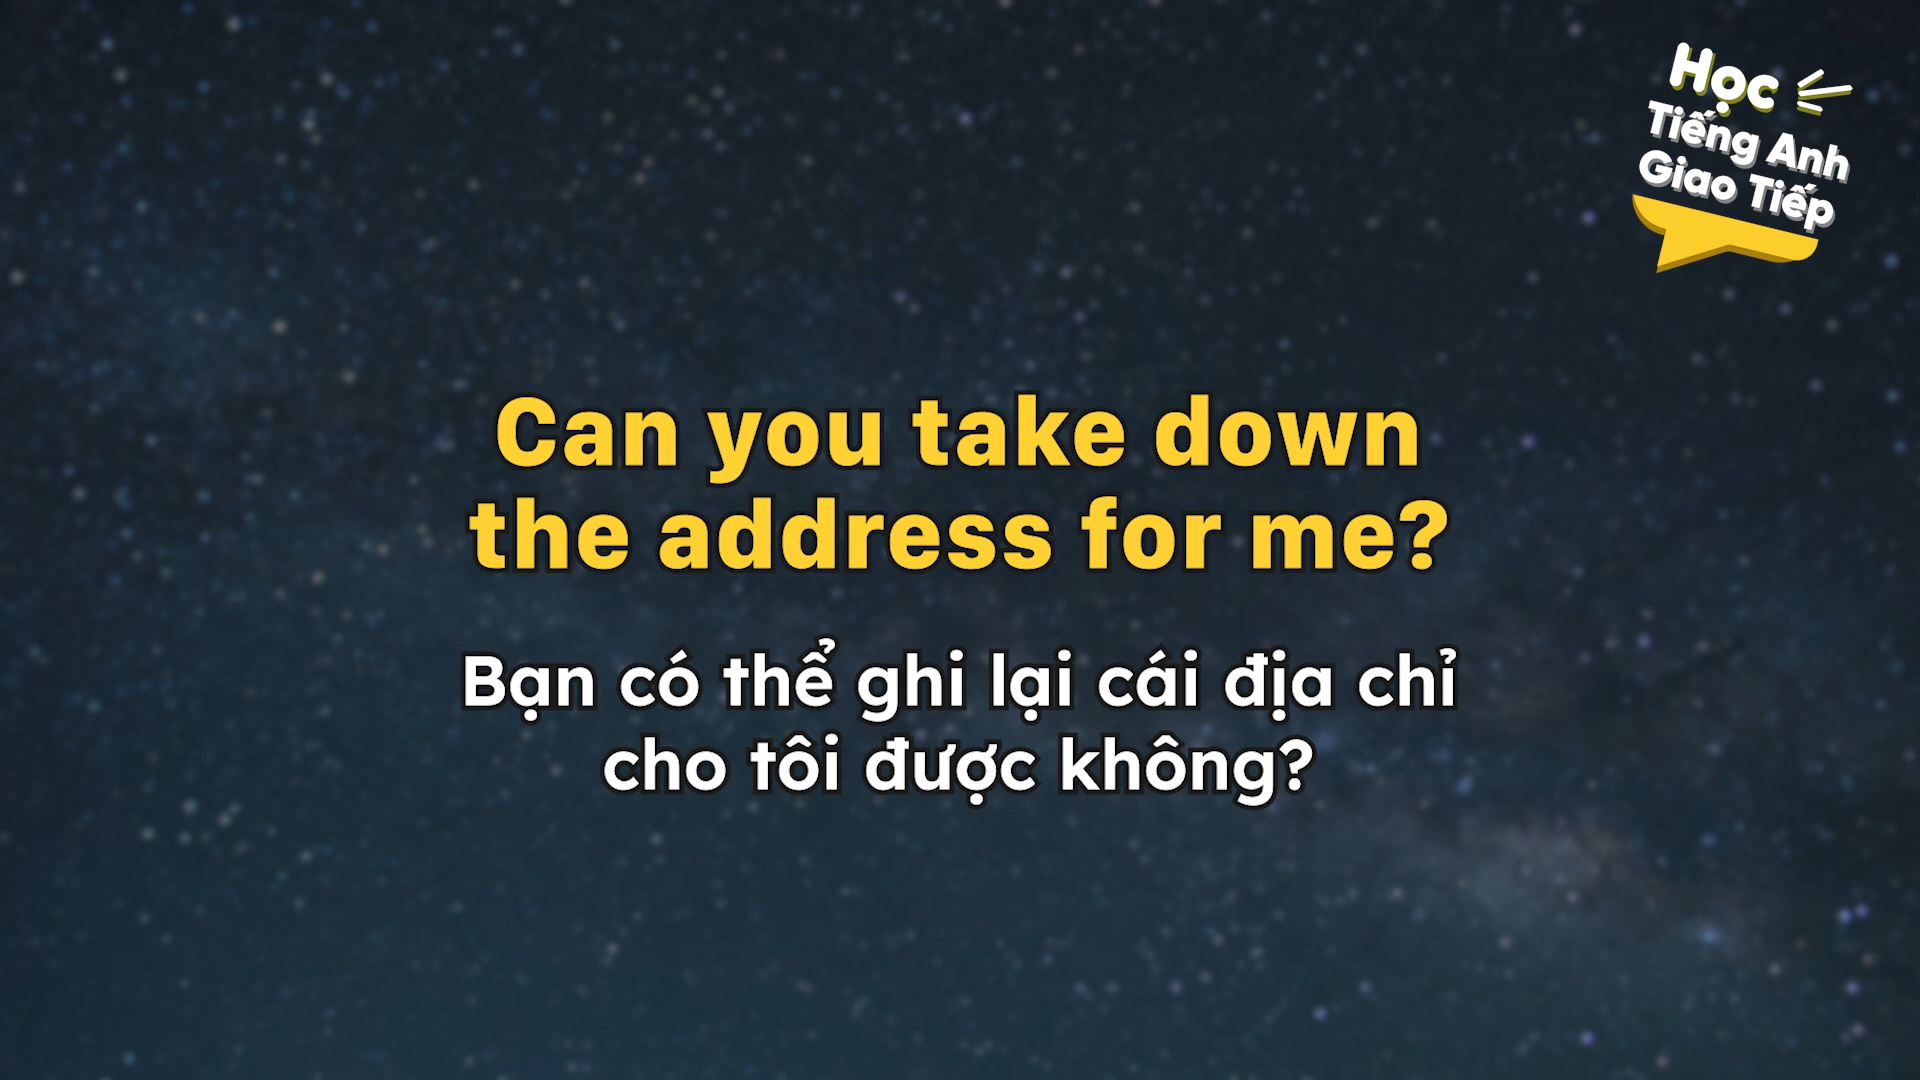 Học
Tiếng Anh
Giao Tiếp
Can you take down
the address for me?
Bạn có thể ghi lại cái địa chỉ
cho tôi được không?